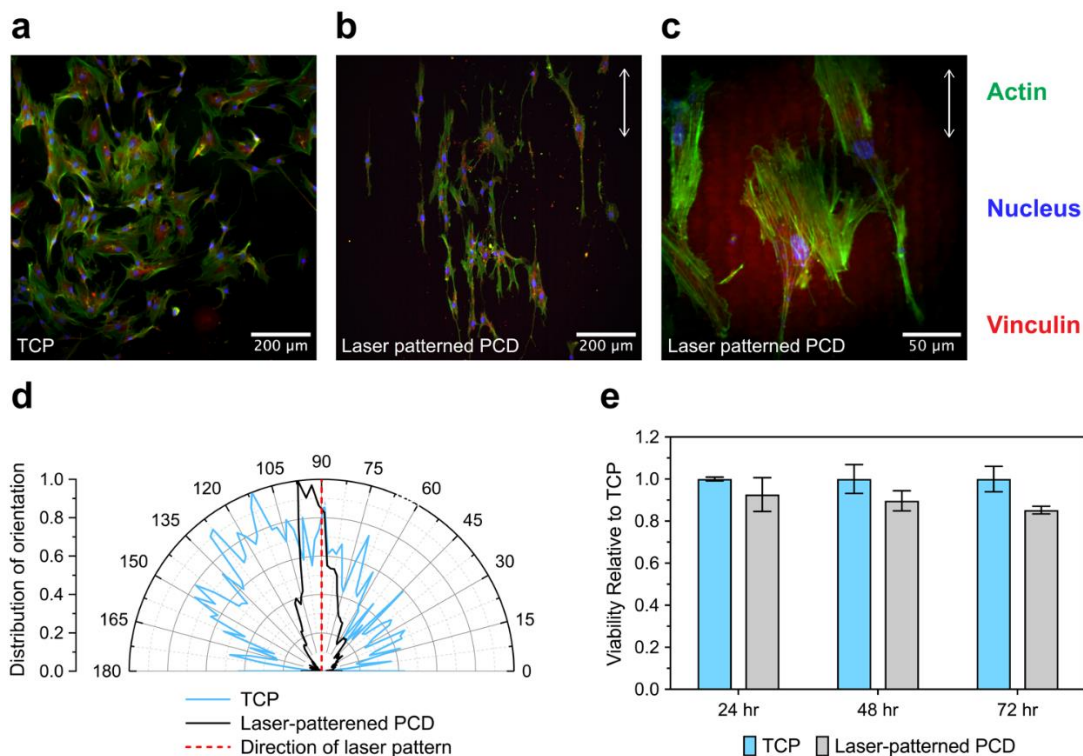 a
b
c
TCP
200 µm
Laser patterned PCD
200 µm
Laser patterned PCD
50 µm
Actin
Nucleus
Vinculin
d
Distribution of orientation
1.0
0.8
0.6
0.4
0.2
0.0
180
165
150
135
120
105
90
75
60
45
30
15
0
TCP
Laser-patterened PCD
Direction of laser pattern
e
Viability Relative to TCP
1.2
1.0
0.8
0.6
0.4
0.2
0.0
24 hr
48 hr
72 hr
TCP
Laser-patterned PCD